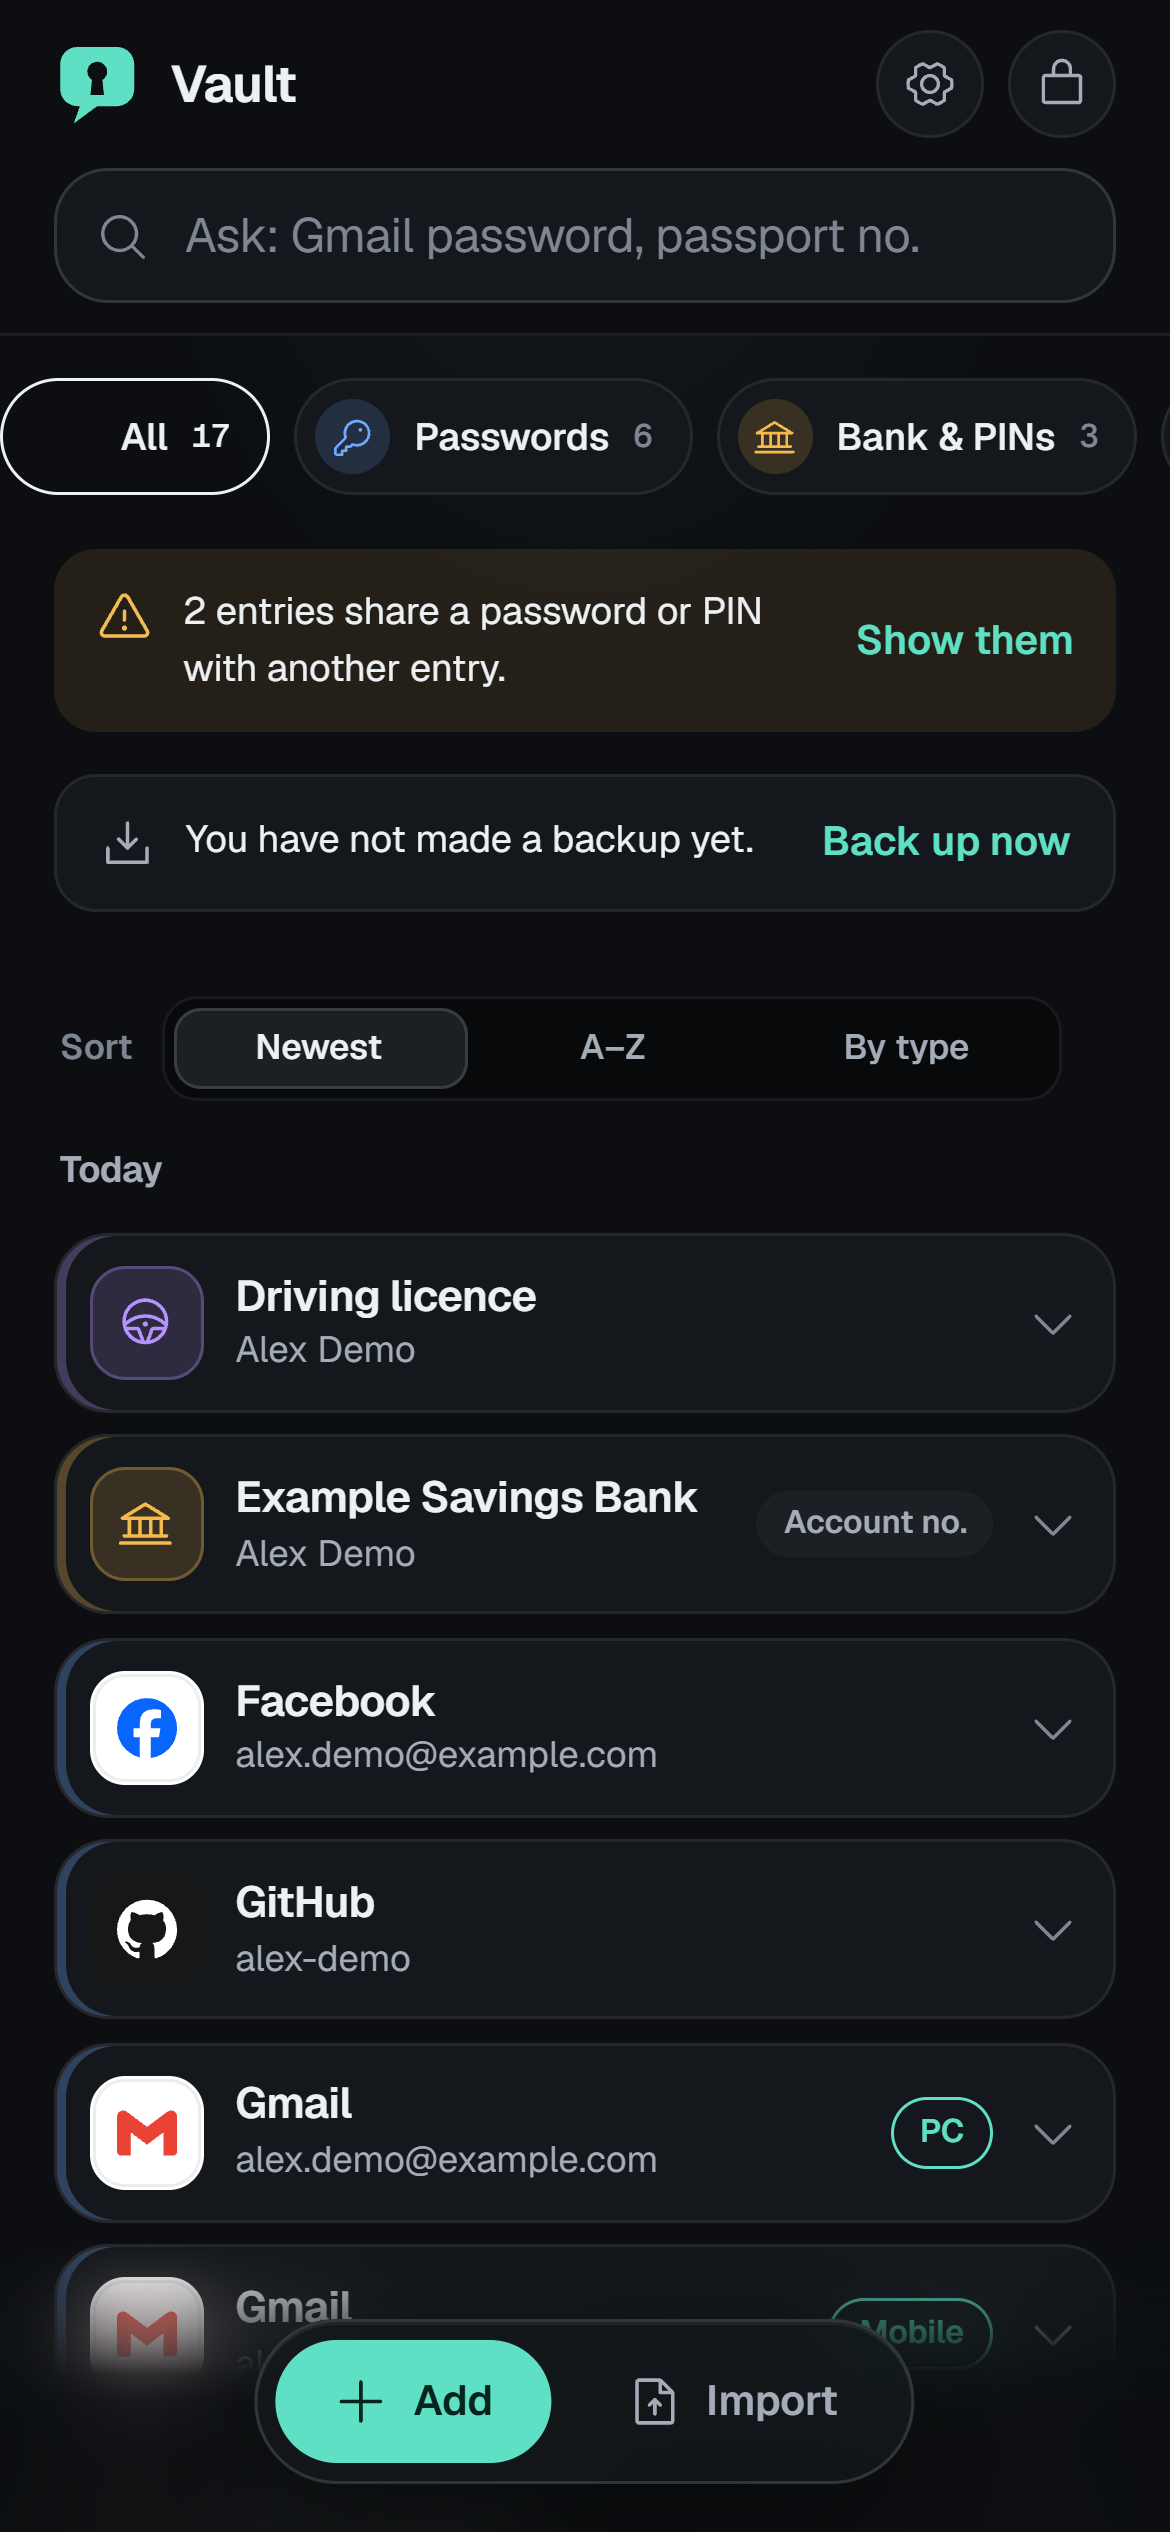 Vault
Ask: Gmail password, passport no.
All 17
Passwords 6
Bank & PINs 3
2 entries share a password or PIN
with another entry.
Show them
You have not made a backup yet.
Back up now
Sort
Newest
A–Z
By type
Today
Driving licence
Alex Demo
Example Savings Bank
Alex Demo
Account no.
Facebook
alex.demo@example.com
GitHub
alex-demo
Gmail
alex.demo@example.com
PC
Gmail
Mobile
Add
Import